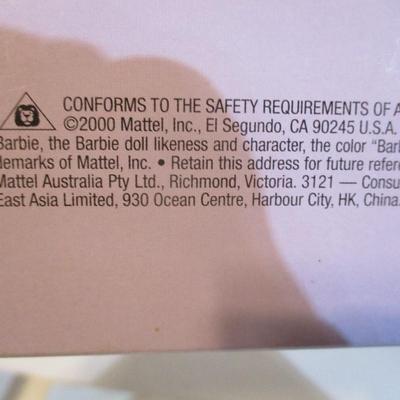 CONFORMS TO THE SAFETY REQUIREMENTS OF
©2000 Mattel, Inc., El Segundo, CA 90245 U.S.A.
Barbie, the Barbie doll likeness and character, the color "Barb
demarks of Mattel, Inc. • Retain this address for future refere
Mattel Australia Pty Ltd., Richmond, Victoria. 3121 — Consu
East Asia Limited, 930 Ocean Centre, Harbour City, HK, China.